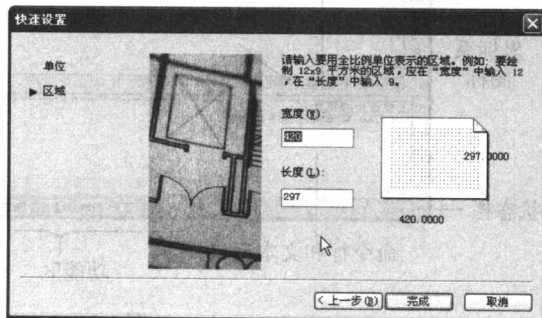 快速设置
单位
▶ 区域
请输入要用全比例单位表示的区域。例如: 要绘
制 12x9 平方米的区域，应在“宽度”中输入 12
，在“长度”中输入 9。
宽度(W):
420
长度(L):
297
297.0000
420.0000
<上一步(B)
完成
取消